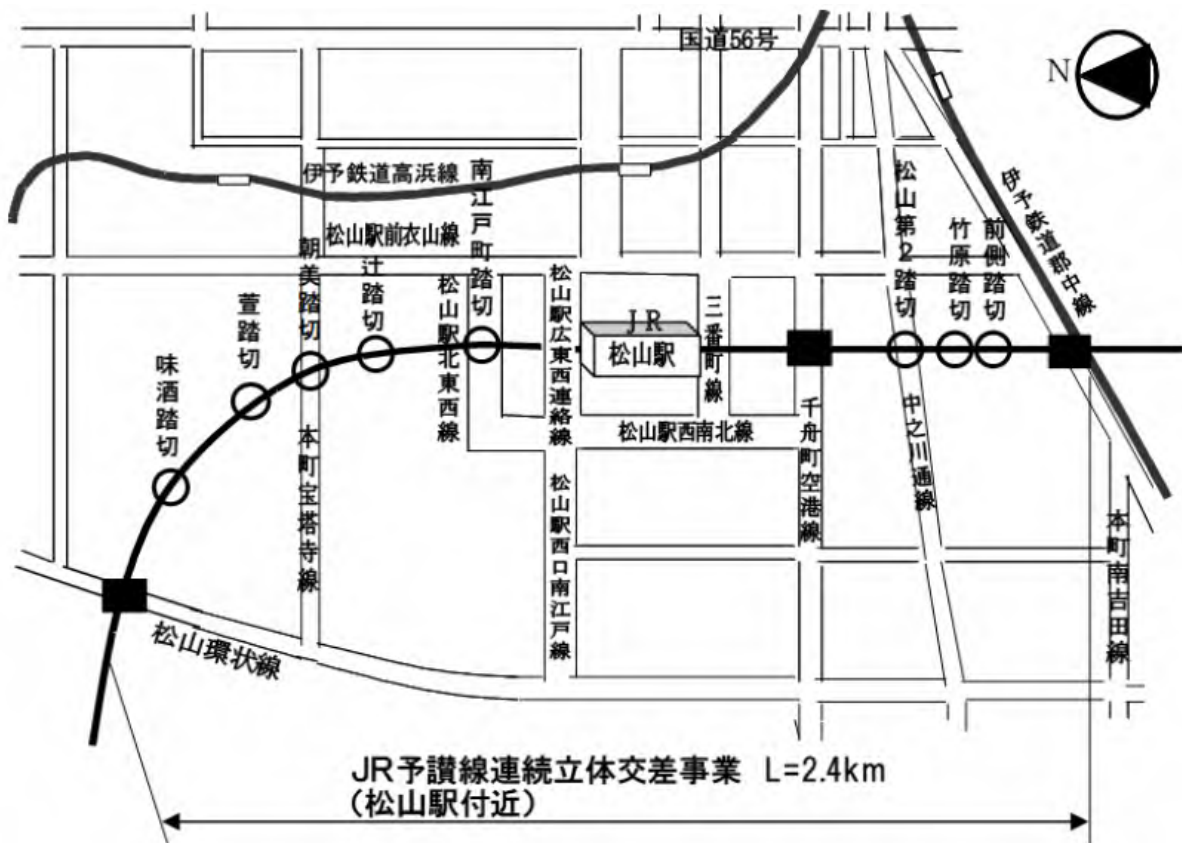 国道56号
N
伊予鉄道高浜線
南江戸町踏切
松山駅前衣山線
朝美踏切
辻踏切
萱踏切
味酒踏切
松山駅北東西線
松山駅広東西連絡線
JR
松山駅
三番町線
松山第2踏切
竹原踏切
前側踏切
伊予鉄道郡中線
松山駅西南北線
千舟町空港線
中之川通線
本町宝塔寺線
松山駅西口南江戸線
本町南吉田線
松山環状線
JR予讃線連続立体交差事業 L=2.4km
(松山駅付近)